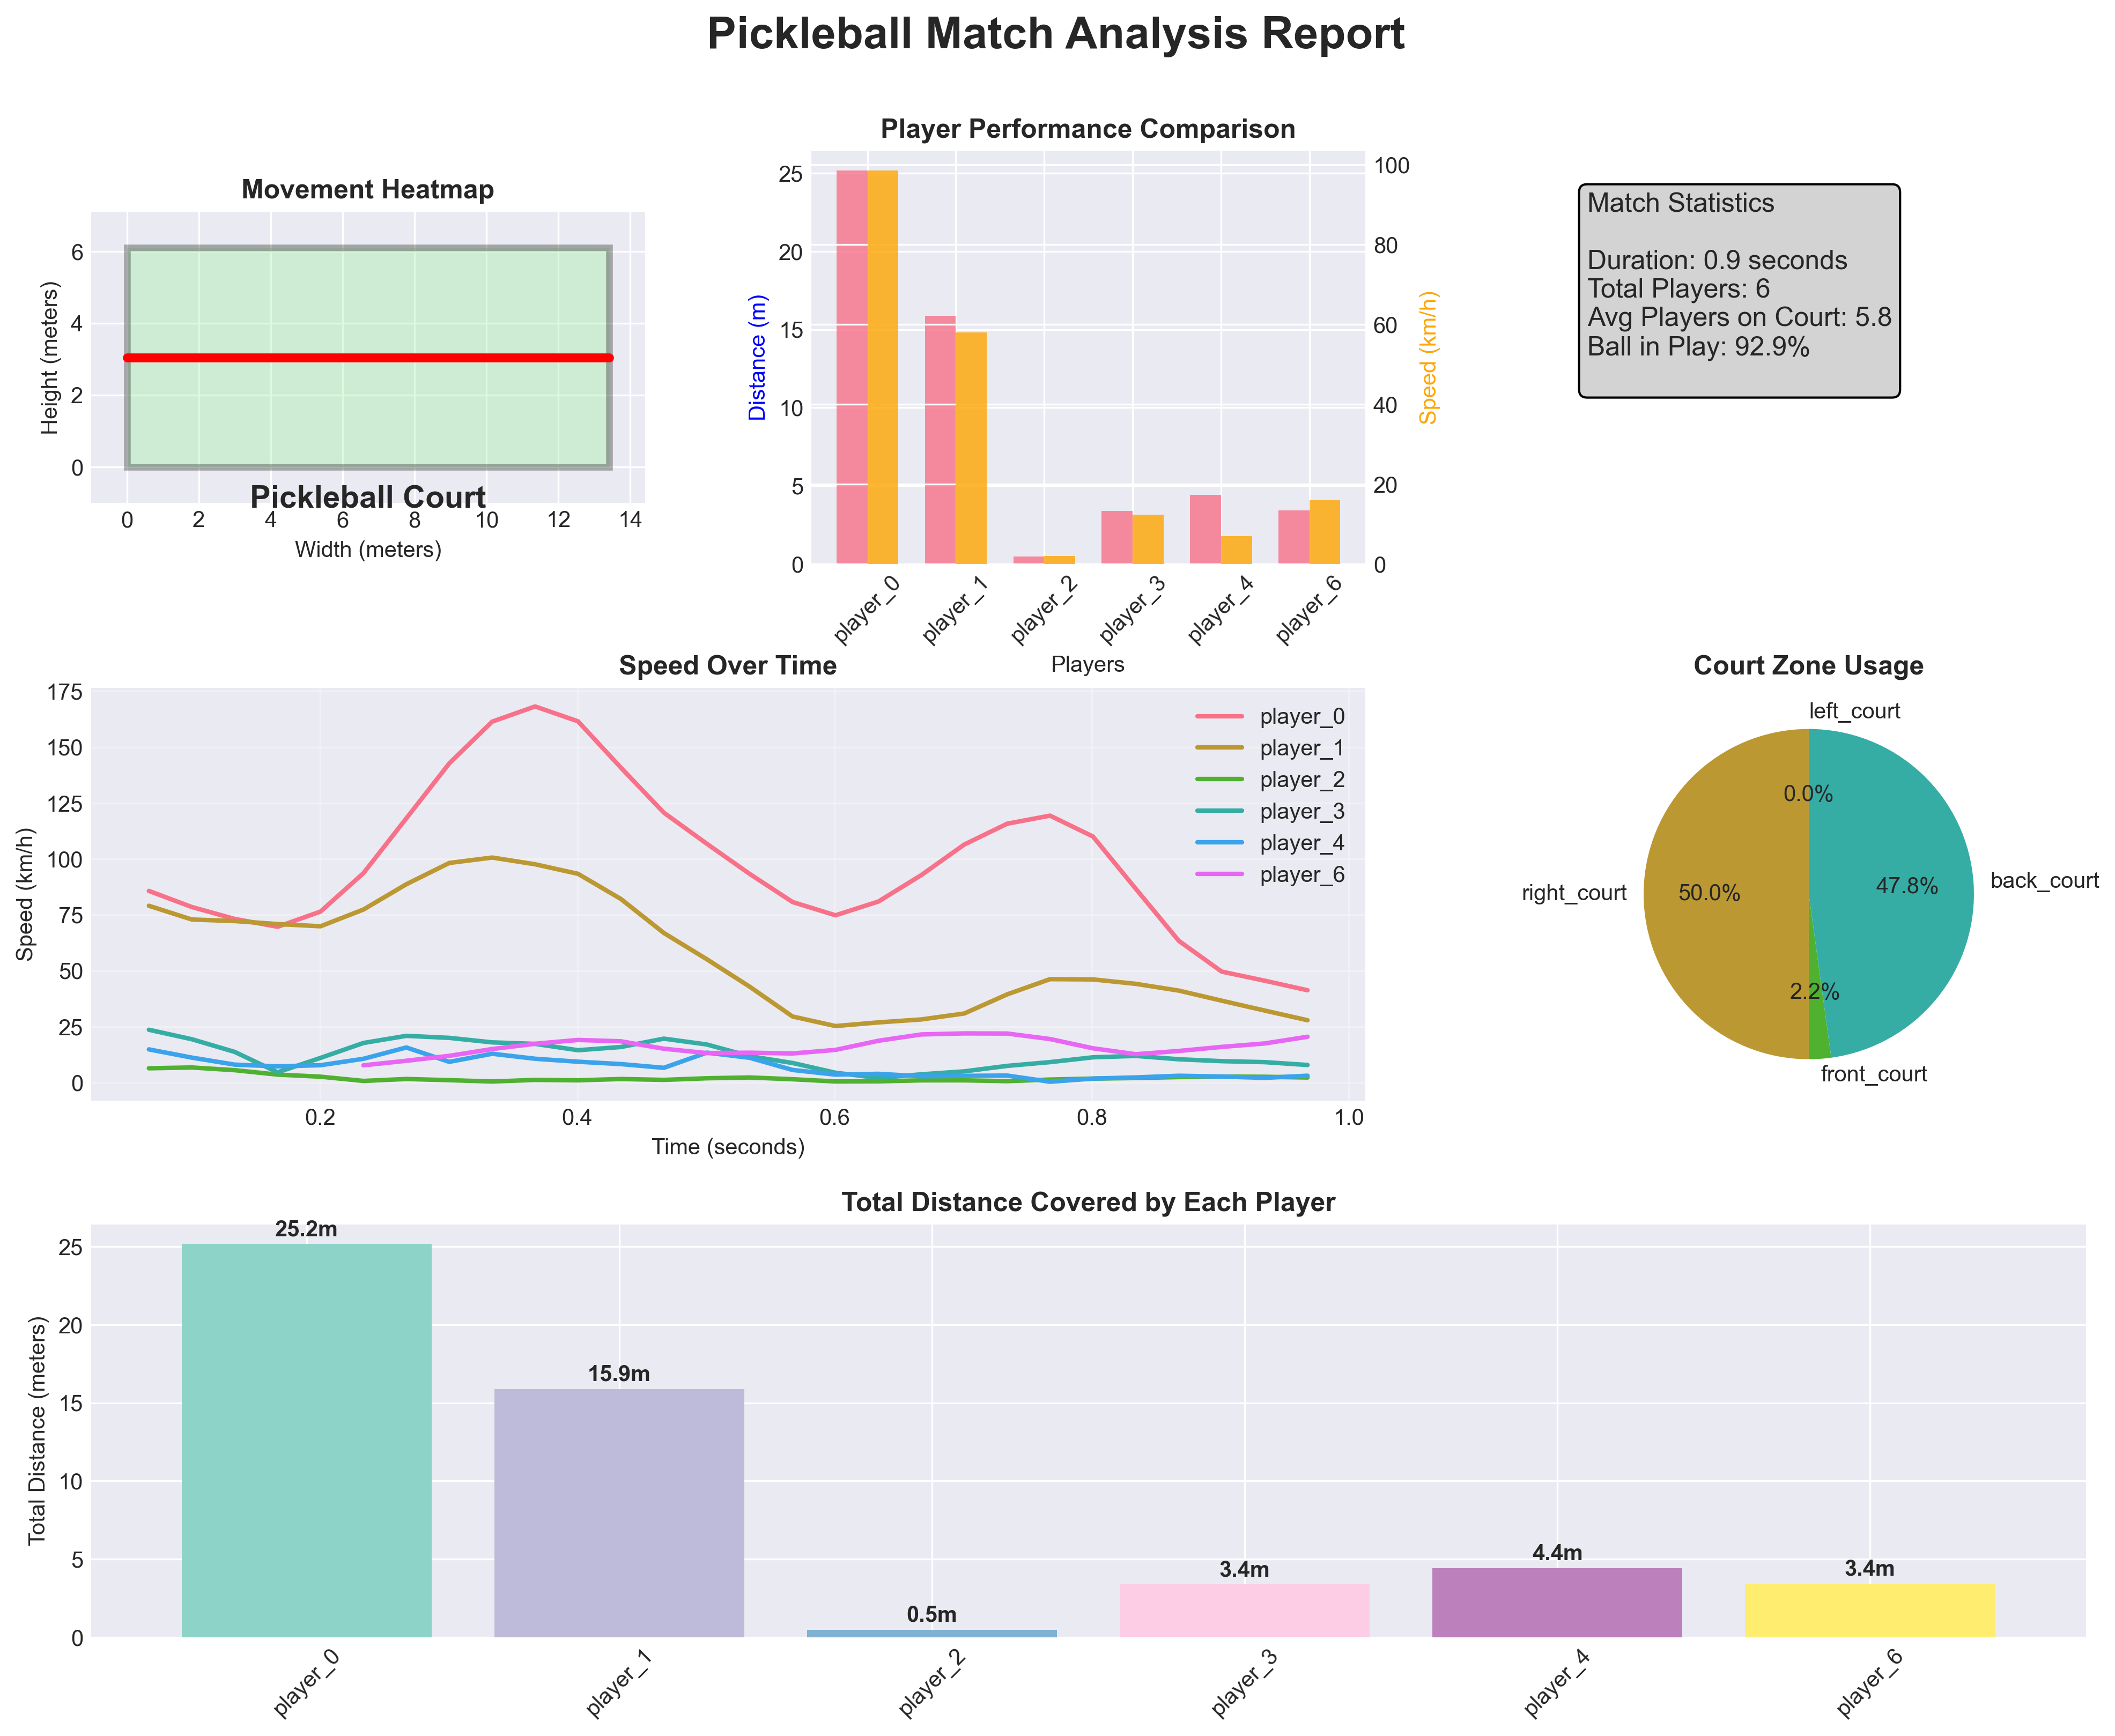 Pickleball Match Analysis Report
Movement Heatmap
Height (meters)
6
4
2
0
Pickleball Court
0 2 4 6 8 10 12 14
Width (meters)
Player Performance Comparison
Distance (m)
25
20
15
10
5
0
100
80
60
40
20
0
Speed (km/h)
player_0 player_1 player_2 player_3 player_4 player_6
Players
Match Statistics
Duration: 0.9 seconds
Total Players: 6
Avg Players on Court: 5.8
Ball in Play: 92.9%
Speed Over Time
Speed (km/h)
175
150
125
100
75
50
25
0
player_0
player_1
player_2
player_3
player_4
player_6
0.2 0.4 0.6 0.8 1.0
Time (seconds)
Court Zone Usage
left_court
0.0%
right_court
50.0%
47.8%
back_court
2.2%
front_court
Total Distance Covered by Each Player
Total Distance (meters)
25
20
15
10
5
0
25.2m
15.9m
0.5m
3.4m
4.4m
3.4m
player_0 player_1 player_2 player_3 player_4 player_6